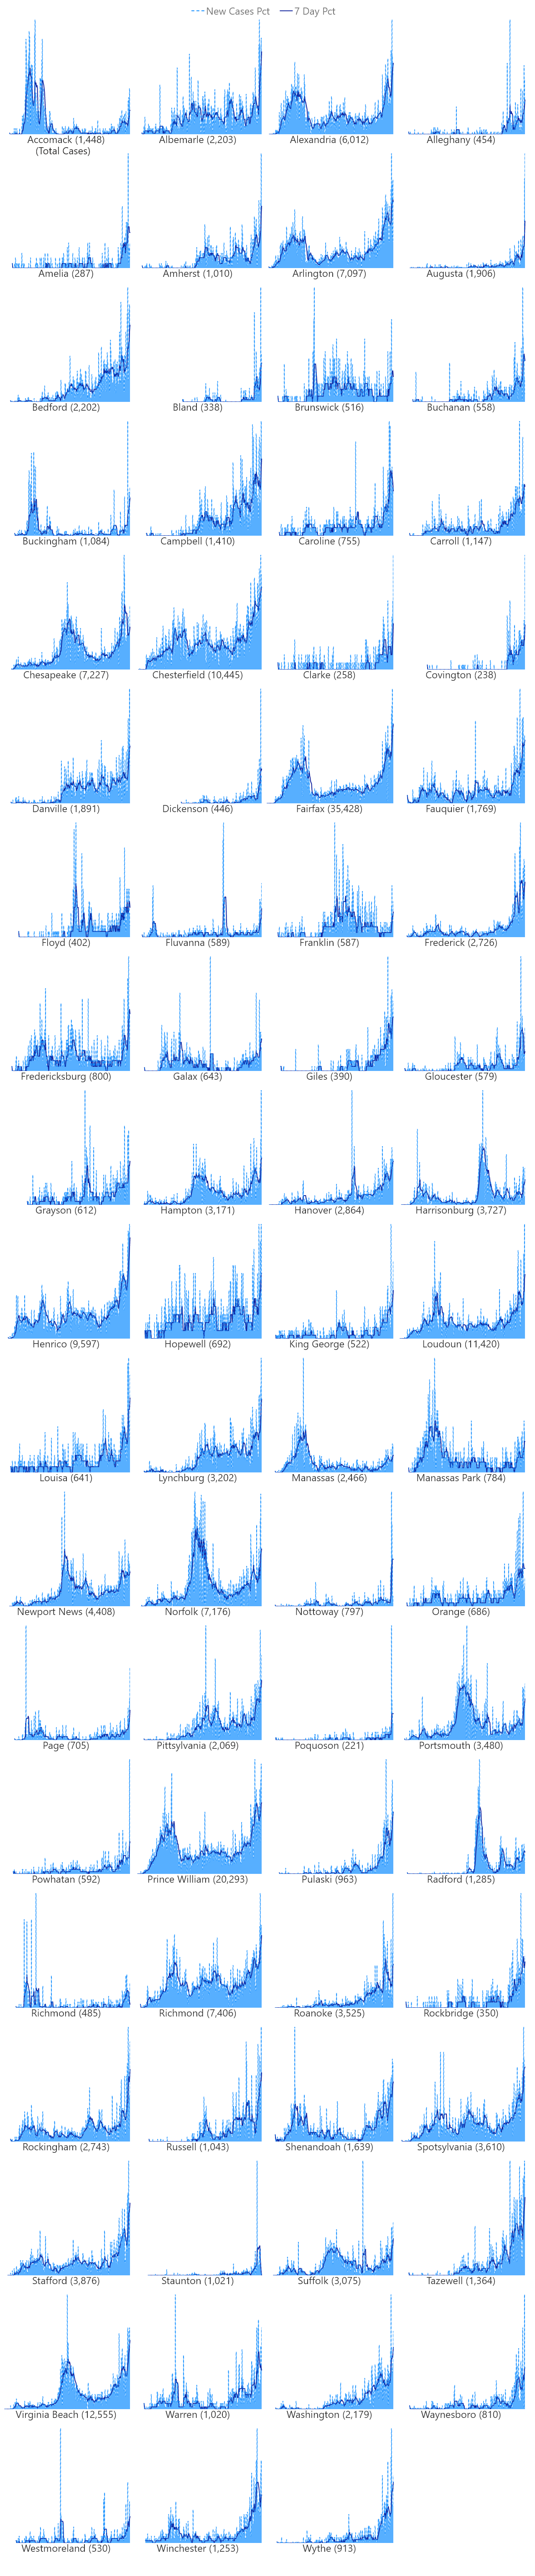 New Cases Pct 7 Day Pct
Accomack (1,448) Albemarle (2,203) Alexandria (6,012) Alleghany (454)
(Total Cases)
Amelia (287) Amherst (1,010) Arlington (7,097) Augusta (1,906)
Bedford (2,202) Bland (338) Brunswick (516) Buchanan (558)
Buckingham (1,084) Campbell (1,410) Caroline (755) Carroll (1,147)
Chesapeake (7,227) Chesterfield (10,445) Clarke (258) Covington (238)
Danville (1,891) Dickenson (446) Fairfax (35,428) Fauquier (1,769)
Floyd (402) Fluvanna (589) Franklin (587) Frederick (2,726)
Fredericksburg (800) Galax (643) Giles (390) Gloucester (579)
Grayson (612) Hampton (3,171) Hanover (2,864) Harrisonburg (3,727)
Henrico (9,597) Hopewell (692) King George (522) Loudoun (11,420)
Louisa (641) Lynchburg (3,202) Manassas (2,466) Manassas Park (784)
Newport News (4,408) Norfolk (7,176) Nottoway (797) Orange (686)
Page (705) Pittsylvania (2,069) Poquoson (221) Portsmouth (3,480)
Powhatan (592) Prince William (20,293) Pulaski (963) Radford (1,285)
Richmond (485) Richmond (7,406) Roanoke (3,525) Rockbridge (350)
Rockingham (2,743) Russell (1,043) Shenandoah (1,639) Spotsylvania (3,610)
Stafford (3,876) Staunton (1,021) Suffolk (3,075) Tazewell (1,364)
Virginia Beach (12,555) Warren (1,020) Washington (2,179) Waynesboro (810)
Westmoreland (530) Winchester (1,253) Wythe (913)